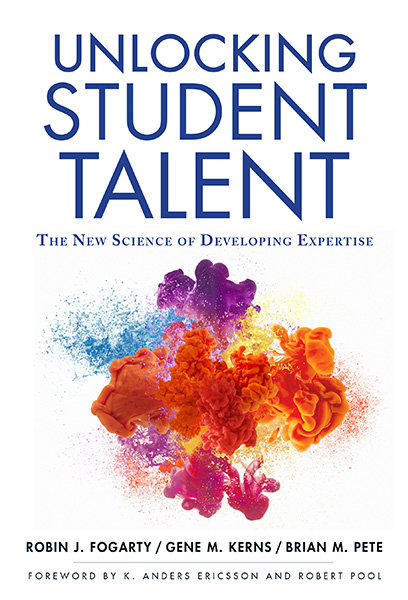 UNLOCKING
STUDENT
TALENT
THE NEW SCIENCE OF DEVELOPING EXPERTISE
ROBIN J. FOGARTY / GENE M. KERNS / BRIAN M. PETE
FOREWORD BY K. ANDERS ERICSSON AND ROBERT POOL